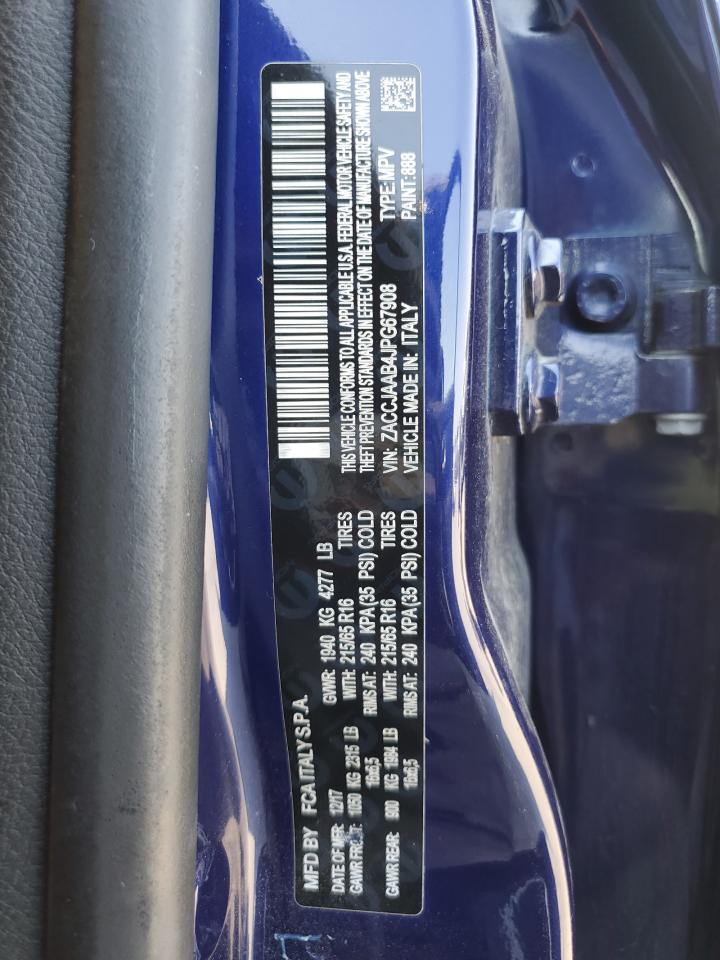 MFD BY FCA ITALY S.P.A.
DATE OF MFR: 12/17 GVWR: 1940 KG 4277 LB
GAWR FRONT: 1050 KG 2315 LB WITH: 215/65 R16 TIRES
16x6,5 RIMS AT: 240 KPA (35 PSI) COLD
GAWR REAR: 900 KG 1984 LB WITH: 215/65 R16 TIRES
16x6,5 RIMS AT: 240 KPA (35 PSI) COLD
THIS VEHICLE CONFORMS TO ALL APPLICABLE U.S.A. FEDERAL MOTOR VEHICLE SAFETY AND
THEFT PREVENTION STANDARDS IN EFFECT ON THE DATE OF MANUFACTURE SHOWN ABOVE
VIN: ZACCJAAB4JPG67908 TYPE: MPV
VEHICLE MADE IN: ITALY PAINT: 888